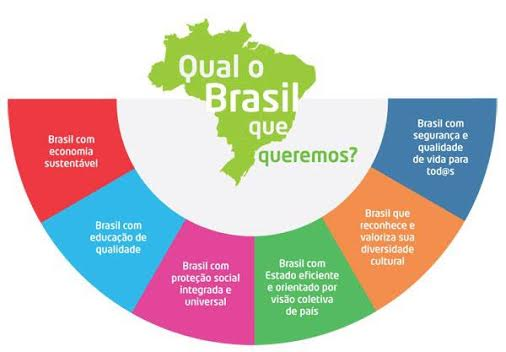 Qual o
Brasil
que
queremos?
Brasil com
economia
sustentável
Brasil com
educação de
qualidade
Brasil com
proteção social
integrada e
universal
Brasil com
Estado eficiente
e orientado por
visão coletiva
de país
Brasil que
reconhece e
valoriza sua
diversidade
cultural
Brasil com
segurança e
qualidade
de vida para
tod@s